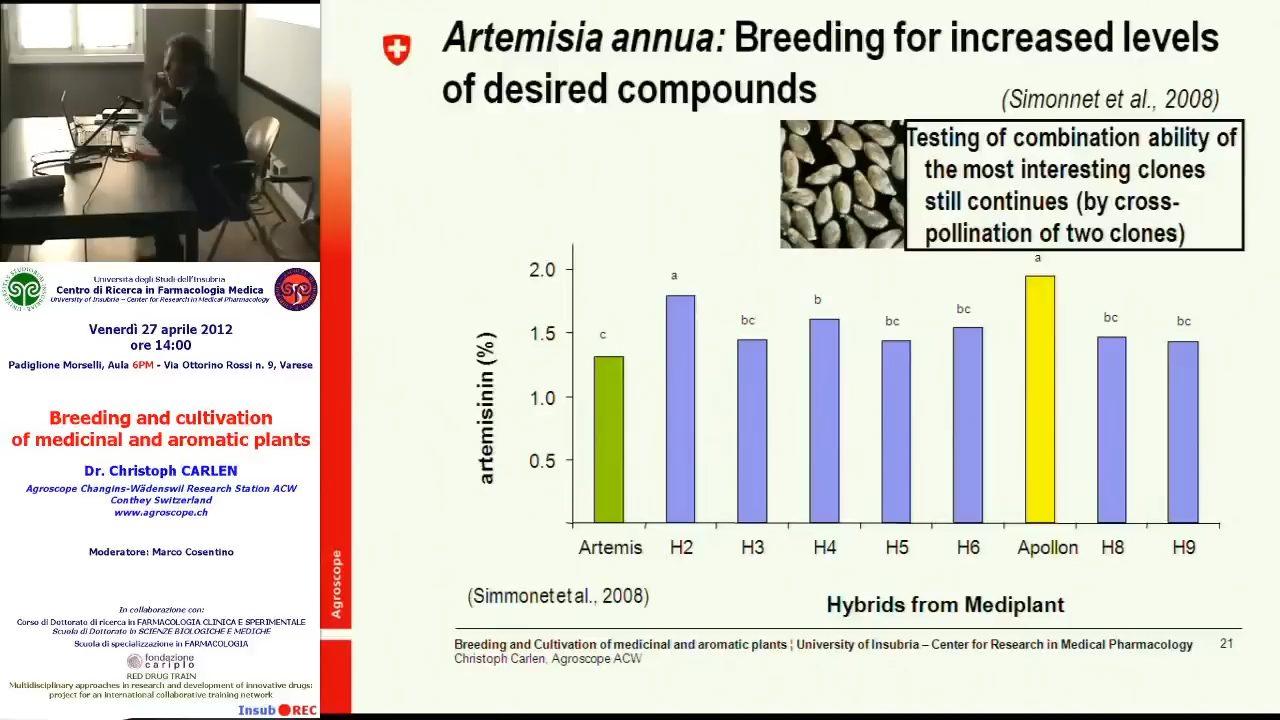 Università degli Studi dell'Insubria
Centro di Ricerca in Farmacologia Medica
University of Insubria – Center for Research in Medical Pharmacology
Venerdì 27 aprile 2012
ore 14:00
Padiglione Morselli, Aula 6PM - Via Ottorino Rossi n. 9, Varese
Breeding and cultivation
of medicinal and aromatic plants
Dr. Christoph CARLEN
Agroscope Changins-Wädenswil Research Station ACW
Conthey Switzerland
www.agroscope.ch
Moderatore: Marco Cosentino
In collaborazione con:
Corso di Dottorato di ricerca in FARMACOLOGIA CLINICA E SPERIMENTALE
Scuola di Dottorato in SCIENZE BIOLOGICHE E MEDICHE
Scuola di specializzazione in FARMACOLOGIA
fondazione
cariplo
RED DRUG TRAIN
Multidisciplinary approaches in research and development of innovative drugs:
project for an international collaborative training network
Insub REC
Agroscope
Artemisia annua: Breeding for increased levels
of desired compounds
(Simonnet et al., 2008)
Testing of combination ability of
the most interesting clones
still continues (by cross-
pollination of two clones)
artemisinin (%)
2.0
1.5
1.0
0.5
c a bc b bc bc a bc bc
Artemis H2 H3 H4 H5 H6 Apollon H8 H9
(Simmonet et al., 2008)
Hybrids from Mediplant
Breeding and Cultivation of medicinal and aromatic plants ¦ University of Insubria – Center for Research in Medical Pharmacology 21
Christoph Carlen, Agroscope ACW